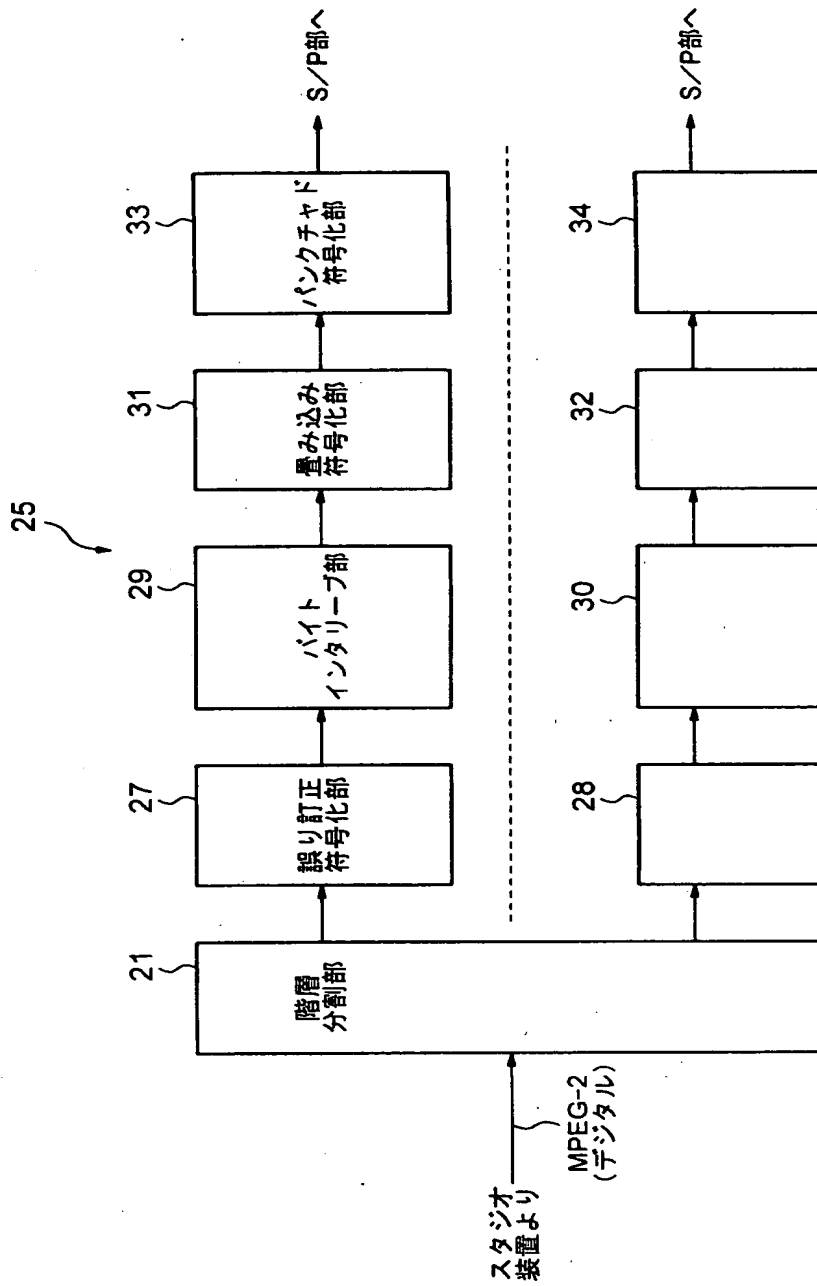 25
スタジオ
装置より
MPEG-2
(デジタル)
21
階層
分割部
27
誤り訂正
符号化部
29
バイト
インタリーブ部
31
畳み込み
符号化部
33
パンクチャド
符号化部
S/P部へ
28
30
32
34
S/P部へ